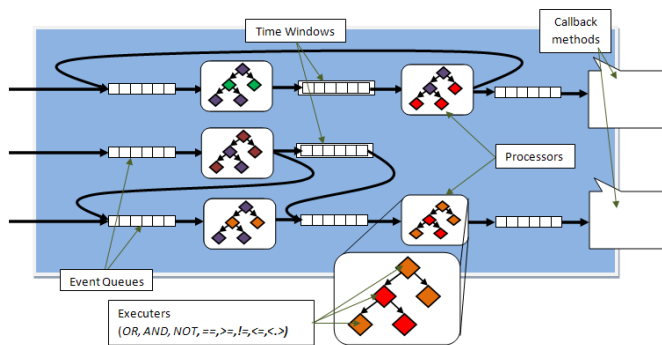 Time Windows
Callback
methods
Processors
Event Queues
Executers
(OR, AND, NOT, ==,>=,!=,<=,<.>)